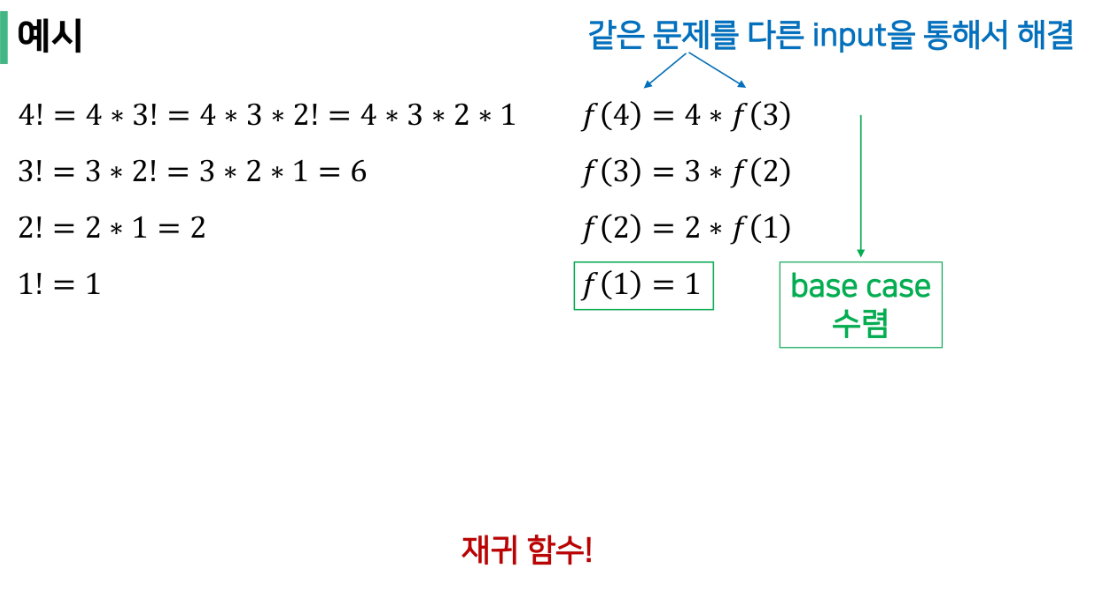 예시
같은 문제를 다른 input을 통해서 해결
4! = 4 ∗ 3! = 4 ∗ 3 ∗ 2! = 4 ∗ 3 ∗ 2 ∗ 1
3! = 3 ∗ 2! = 3 ∗ 2 ∗ 1 = 6
2! = 2 ∗ 1 = 2
1! = 1
f(4) = 4 ∗ f(3)
f(3) = 3 ∗ f(2)
f(2) = 2 ∗ f(1)
f(1) = 1
base case
수렴
재귀 함수!